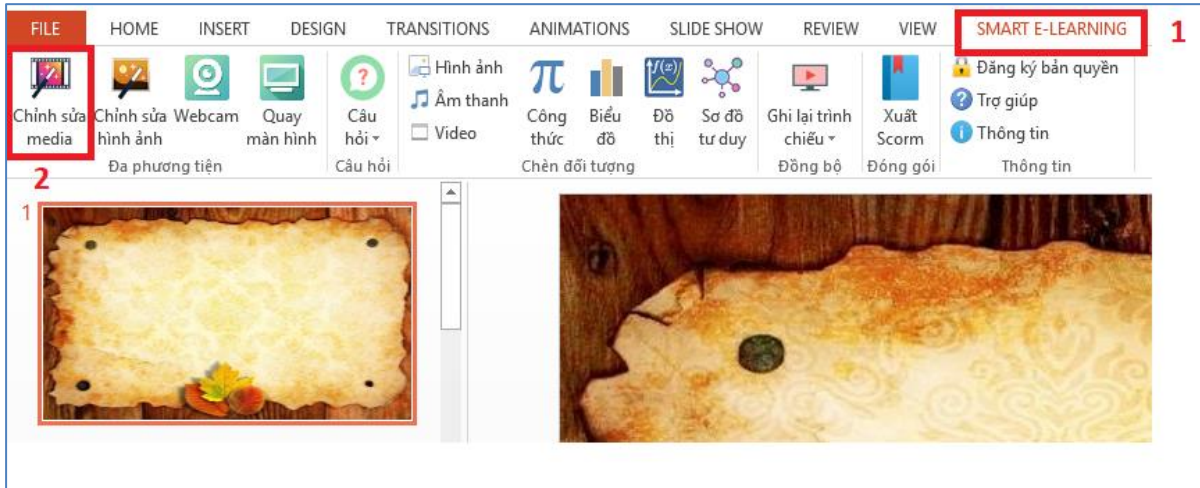 FILE HOME INSERT DESIGN TRANSITIONS ANIMATIONS SLIDE SHOW REVIEW VIEW SMART E-LEARNING 1
Chỉnh sửa media
Chỉnh sửa hình ảnh
Webcam
Quay màn hình
Đa phương tiện
2
Câu hỏi
Câu hỏi
Hình ảnh
Âm thanh
Video
Công thức
Biểu đồ
Đồ thị
Sơ đồ tư duy
Chèn đối tượng
Ghi lại trình chiếu
Đồng bộ
Xuất Scorm
Đóng gói
Đăng ký bản quyền
Trợ giúp
Thông tin
Thông tin
1